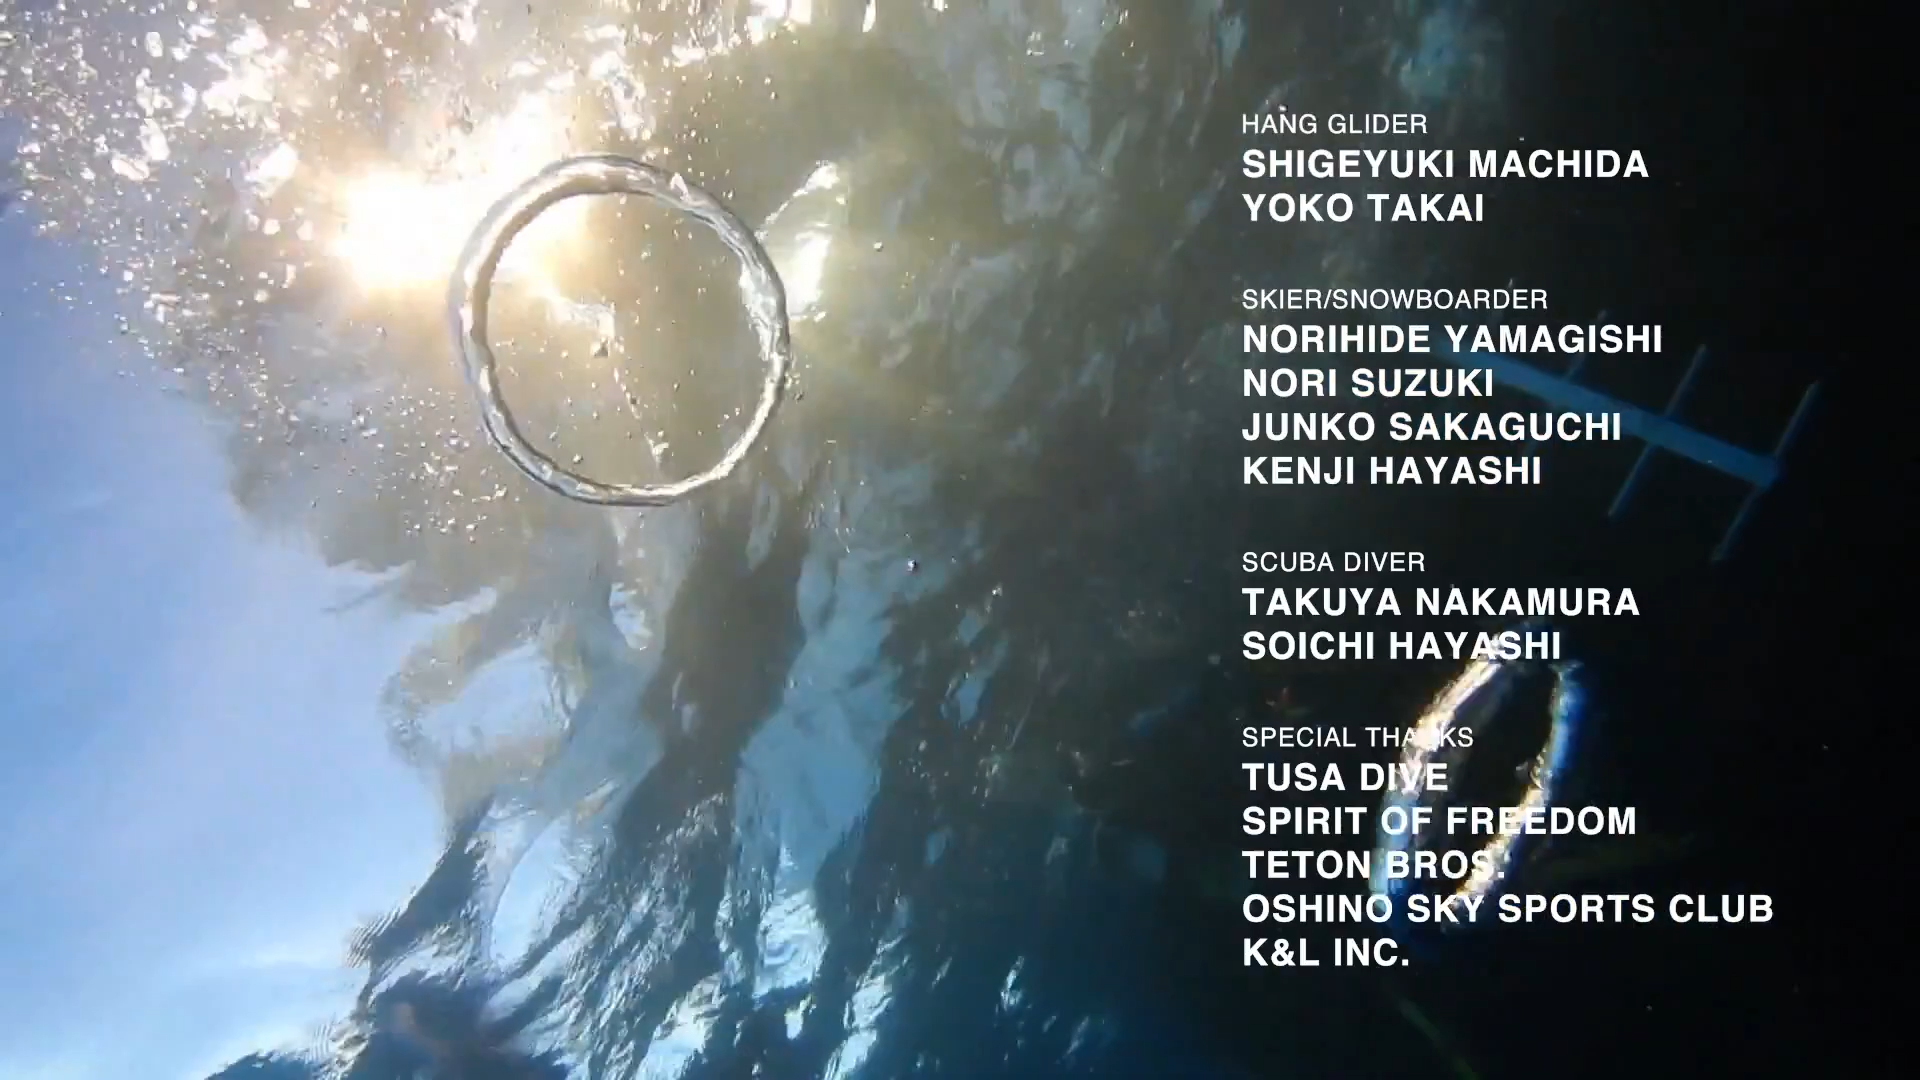 HANG GLIDER
SHIGEYUKI MACHIDA
YOKO TAKAI
SKIER/SNOWBOARDER
NORIHIDE YAMAGISHI
NORI SUZUKI
JUNKO SAKAGUCHI
KENJI HAYASHI
SCUBA DIVER
TAKUYA NAKAMURA
SOICHI HAYASHI
SPECIAL THANKS
TUSA DIVE
SPIRIT OF FREEDOM
TETON BROS.
OSHINO SKY SPORTS CLUB
K&L INC.